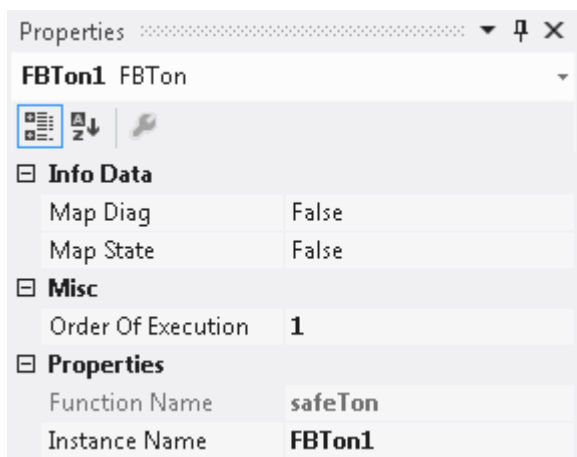 Properties
FBTon1 FBTon
Info Data
Map Diag False
Map State False
Misc
Order Of Execution 1
Properties
Function Name safeTon
Instance Name FBTon1